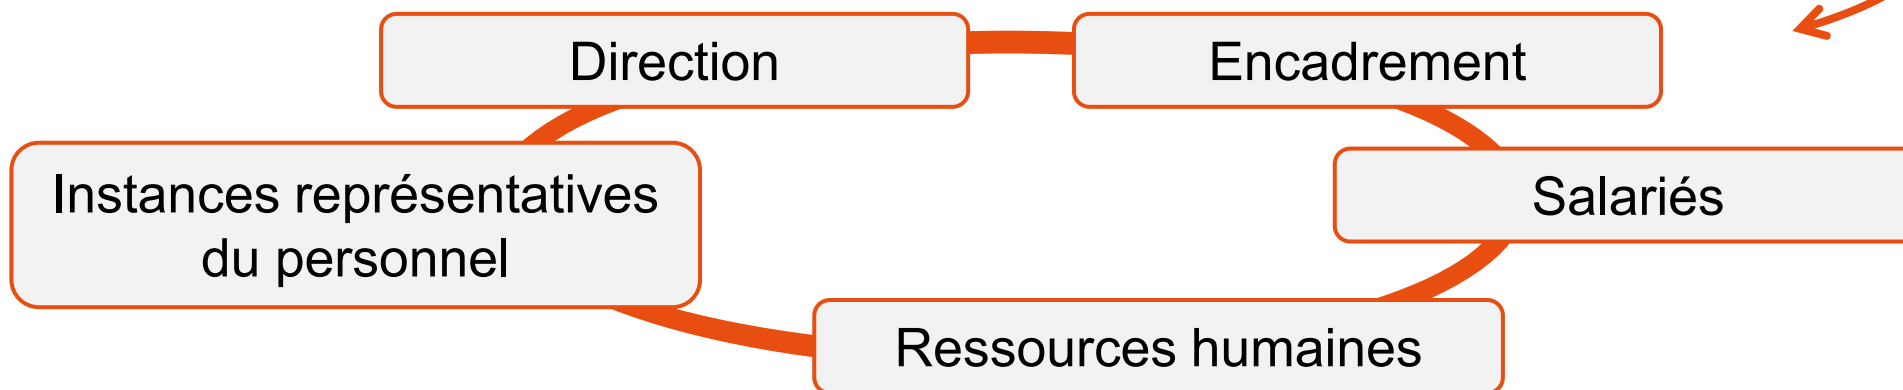 Direction
Encadrement
Instances représentatives
du personnel
Salariés
Ressources humaines